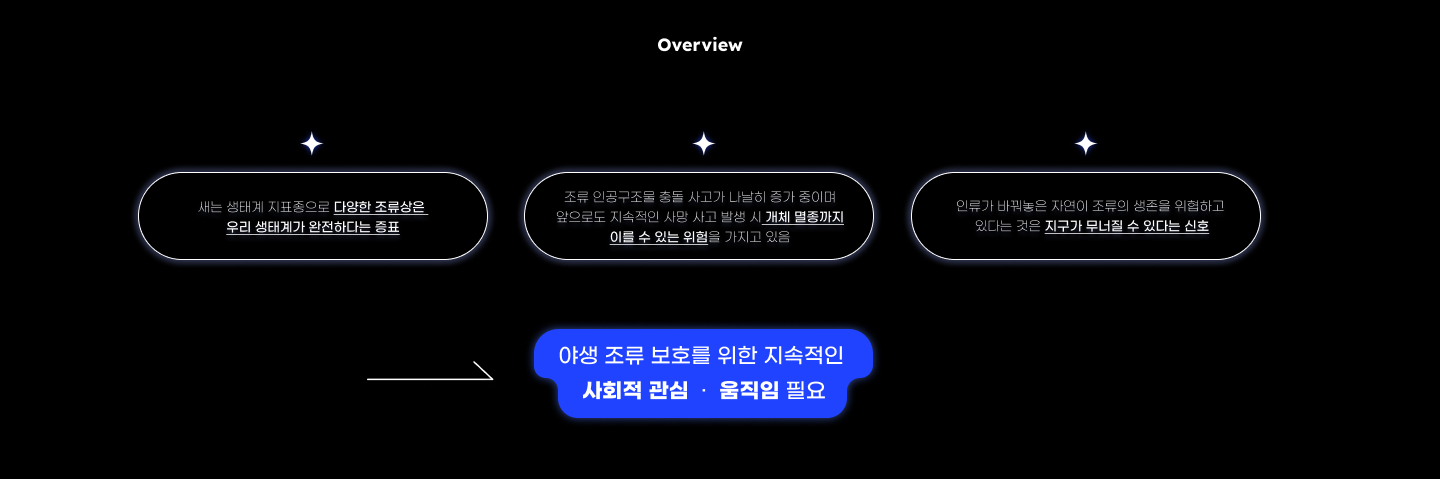 Overview
새는 생태계 지표종으로 다양한 조류상은
우리 생태계가 완전하다는 증표
조류 인공구조물 충돌 사고가 나날히 증가 중이며
앞으로도 지속적인 사망 사고 발생 시 개체 멸종까지
이를 수 있는 위험을 가지고 있음
인류가 바꿔놓은 자연이 조류의 생존을 위협하고
있다는 것은 지구가 무너질 수 있다는 신호
야생 조류 보호를 위한 지속적인
사회적 관심 · 움직임 필요